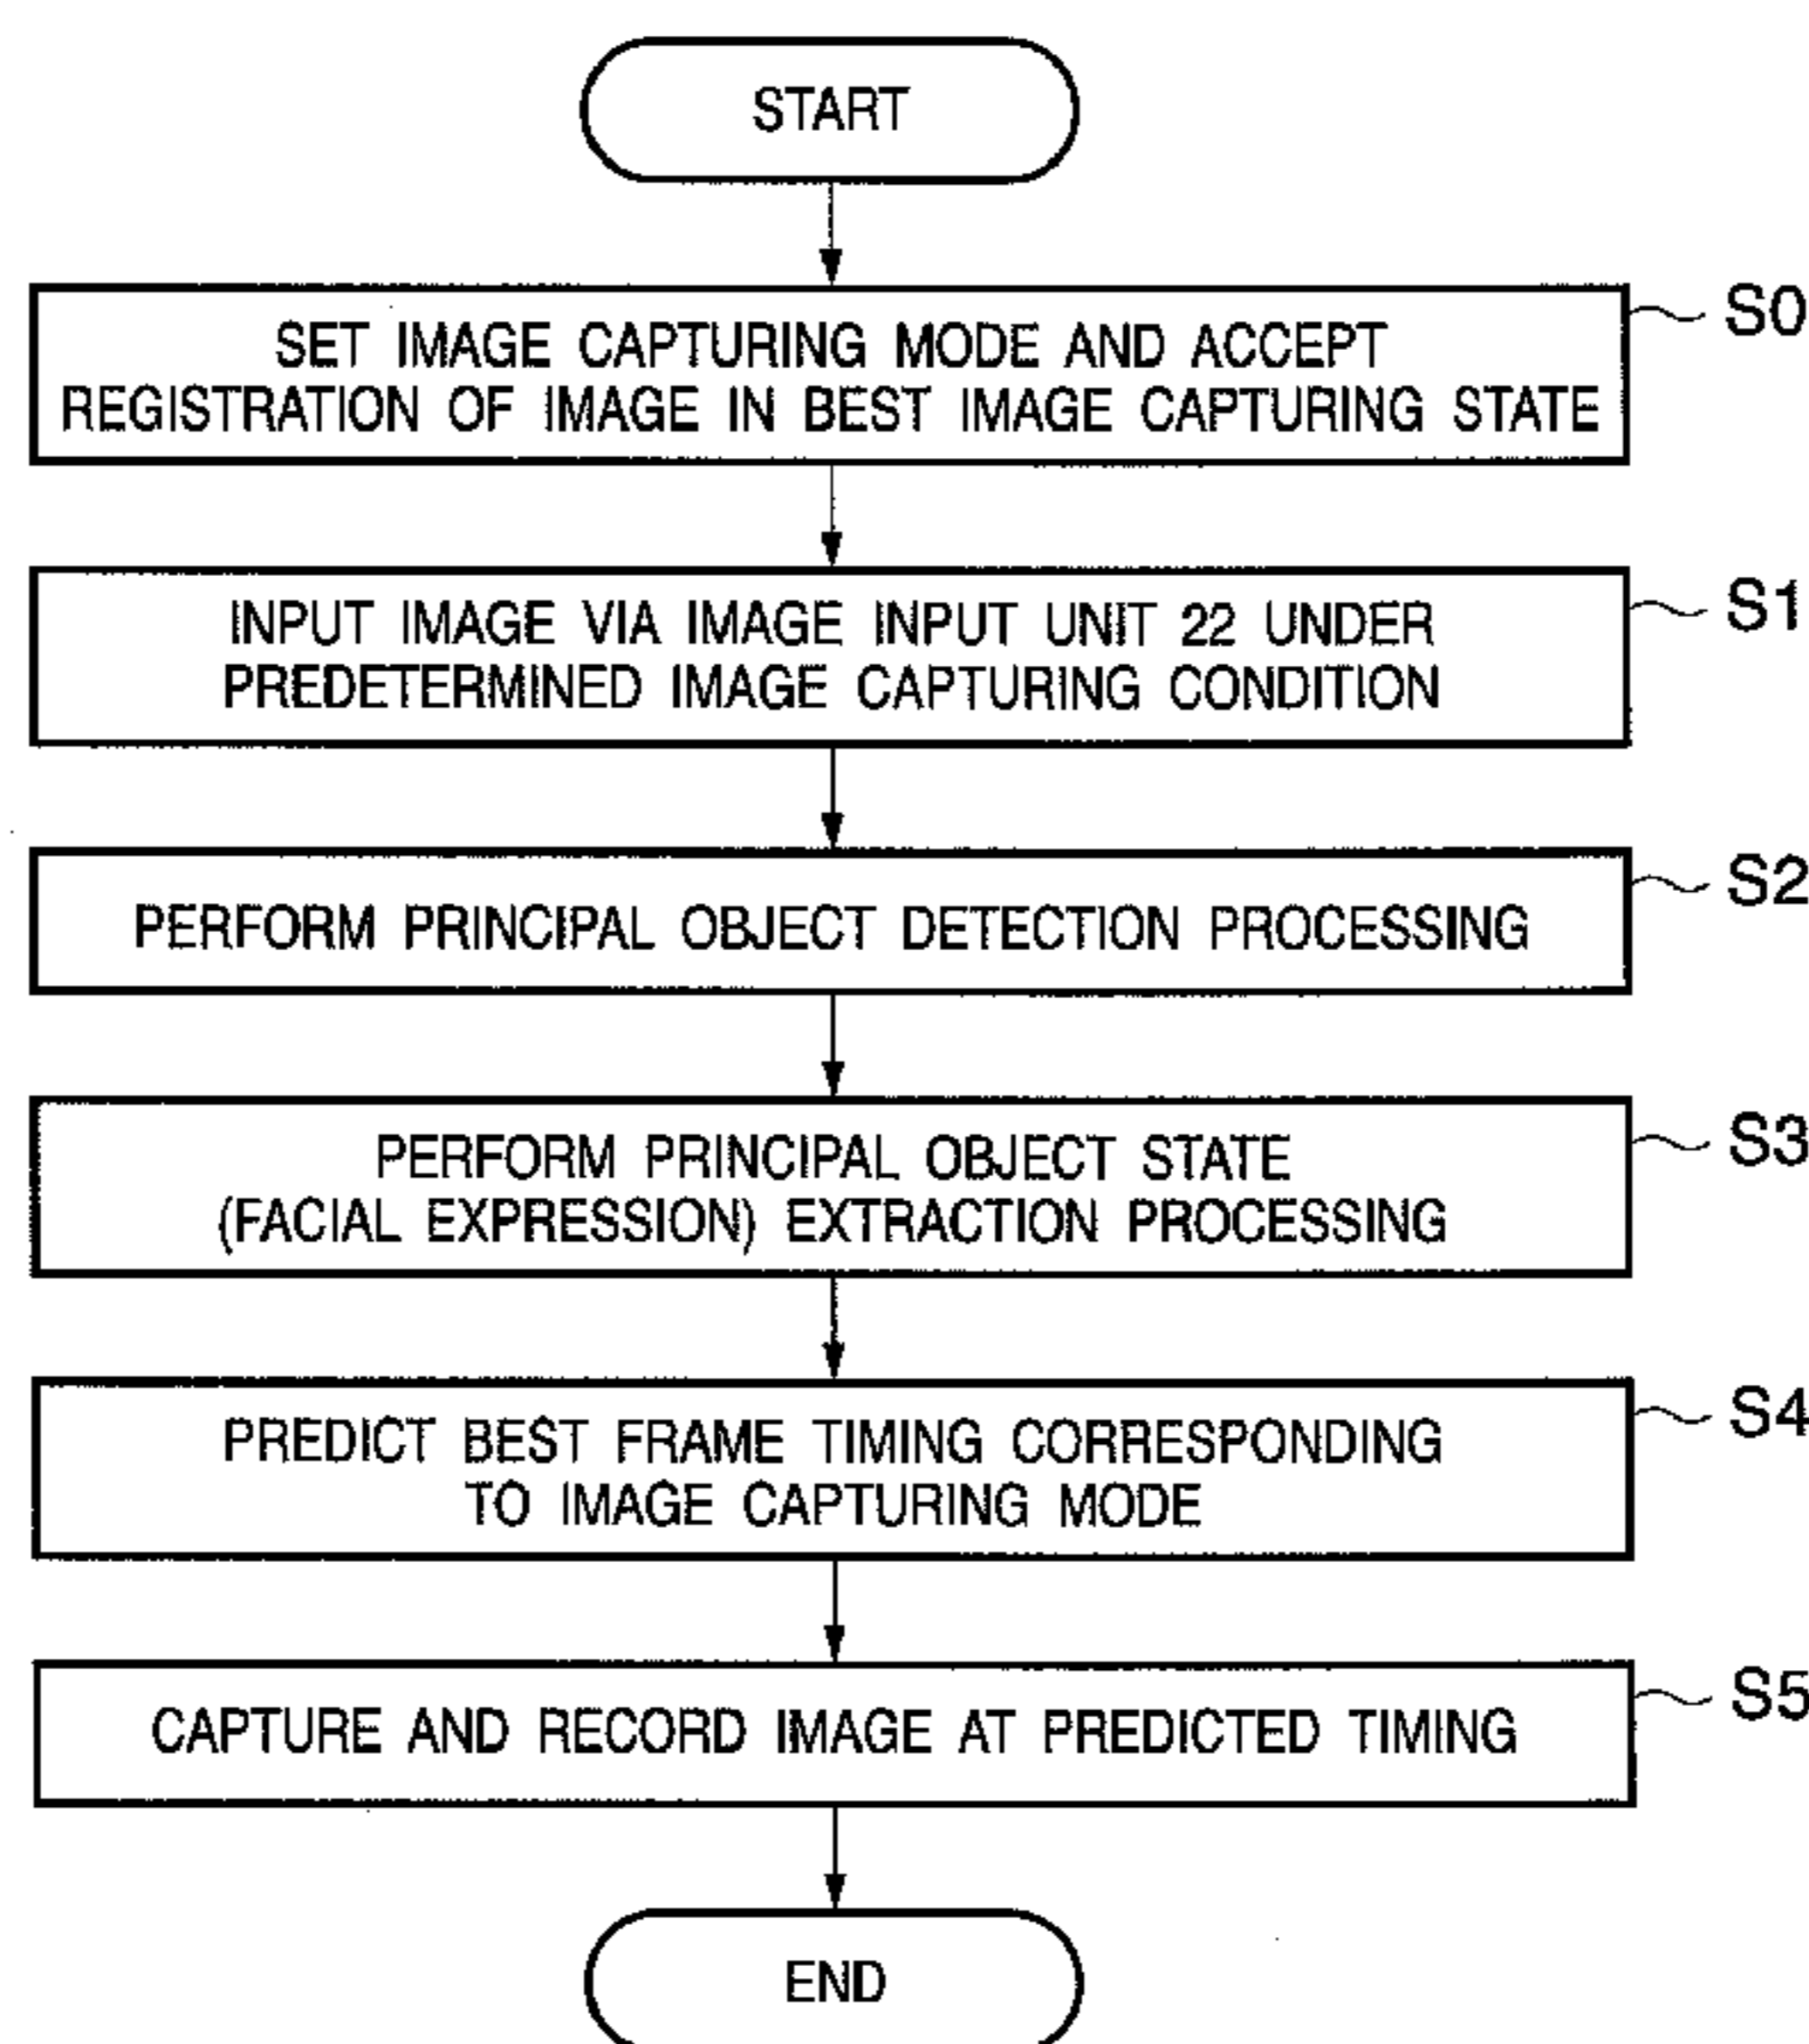 START
S0
SET IMAGE CAPTURING MODE AND ACCEPT
REGISTRATION OF IMAGE IN BEST IMAGE CAPTURING STATE
S1
INPUT IMAGE VIA IMAGE INPUT UNIT 22 UNDER
PREDETERMINED IMAGE CAPTURING CONDITION
S2
PERFORM PRINCIPAL OBJECT DETECTION PROCESSING
S3
PERFORM PRINCIPAL OBJECT STATE
(FACIAL EXPRESSION) EXTRACTION PROCESSING
S4
PREDICT BEST FRAME TIMING CORRESPONDING
TO IMAGE CAPTURING MODE
S5
CAPTURE AND RECORD IMAGE AT PREDICTED TIMING
END